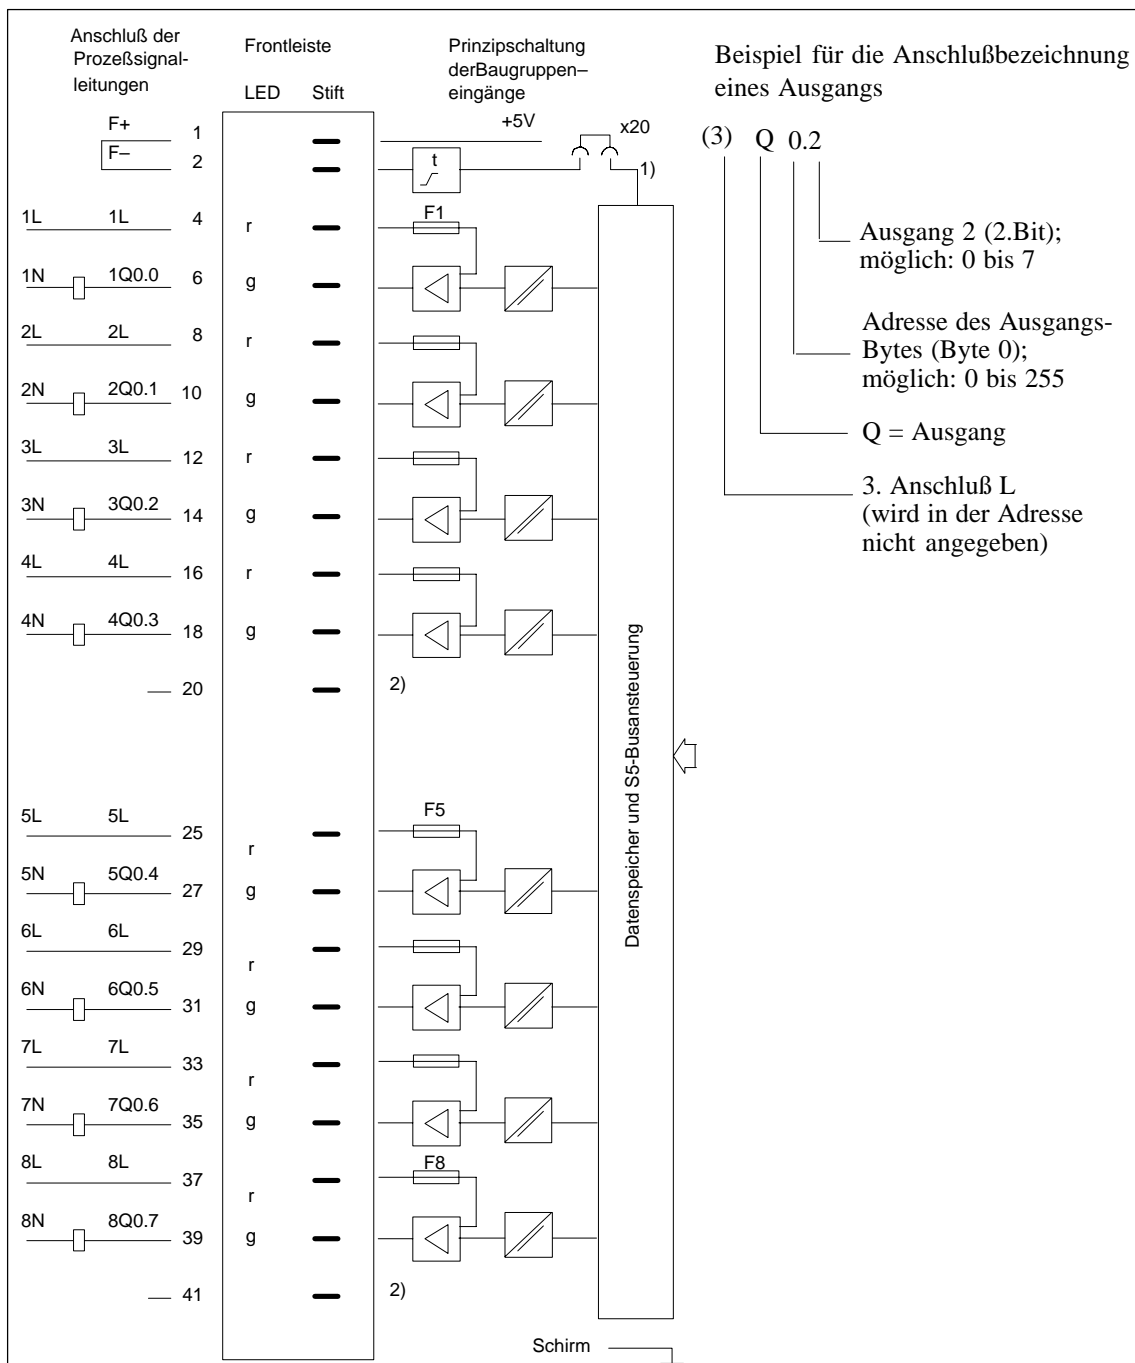 Anschluß der
Prozeßsignal-
leitungen
Frontleiste
LED Stift
Prinzipschaltung
derBaugruppen–
eingänge
Beispiel für die Anschlußbezeichnung
eines Ausgangs
(3) Q 0.2
Ausgang 2 (2.Bit);
möglich: 0 bis 7
Adresse des Ausgangs-
Bytes (Byte 0);
möglich: 0 bis 255
Q = Ausgang
3. Anschluß L
(wird in der Adresse
nicht angegeben)
F+ 1 +5V x20
F– 2 t 1)
1L 1L 4 r F1
1N 1Q0.0 6 g
2L 2L 8 r
2N 2Q0.1 10 g
3L 3L 12 r
3N 3Q0.2 14 g
4L 4L 16 r
4N 4Q0.3 18 g
20 2)
Datenspeicher und S5-Busansteuerung
5L 5L 25 r F5
5N 5Q0.4 27 g
6L 6L 29 r
6N 6Q0.5 31 g
7L 7L 33 r
7N 7Q0.6 35 g
8L 8L 37 r F8
8N 8Q0.7 39 g
41 2)
Schirm